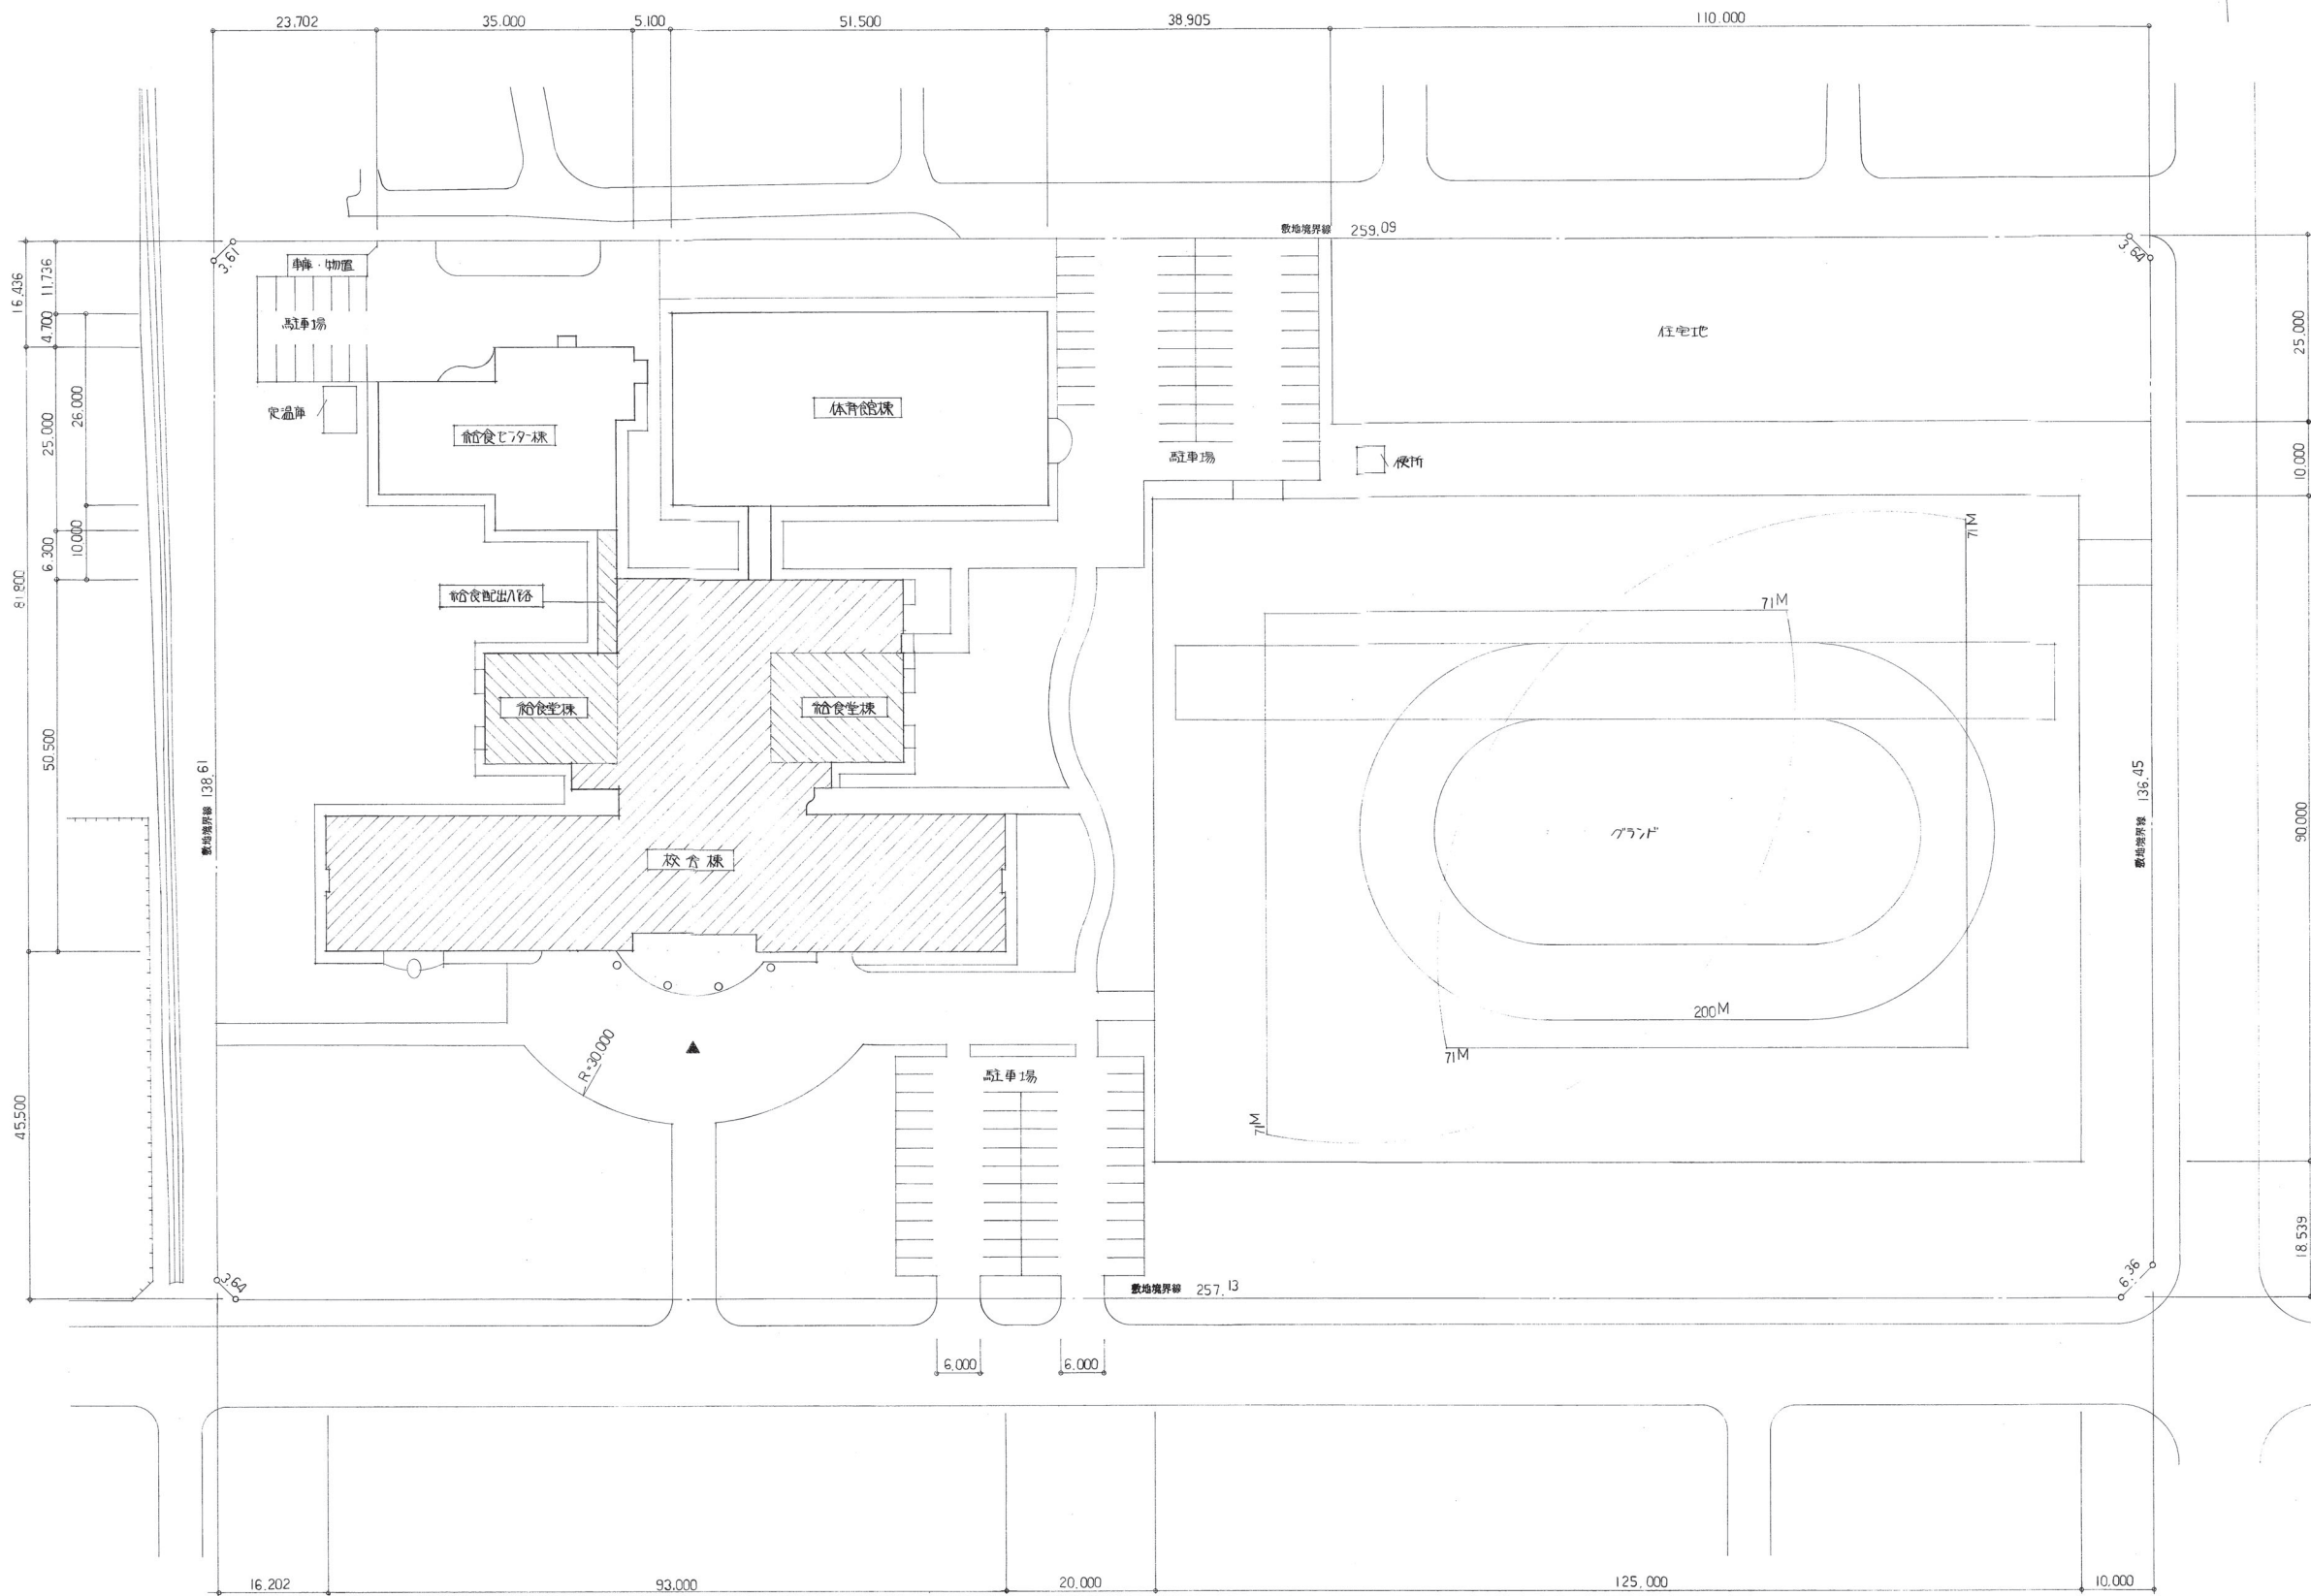 23.702
35.000
5.100
51.500
38.905
110.000
敷地境界線 259.09
3.61
3.64
車庫・物置
16.436
11.736
4.700
駐車場
住宅地
25.000
26.000
25.000
定温庫
体育館棟
給食センター棟
駐車場
便所
10.000
10.000
6.300
71M
給食配出入路
71M
81.800
給食堂棟
給食堂棟
50.500
敷地境界線 138.61
敷地境界線 136.45
グランド
90.000
校舎棟
200M
R=30.000
71M
駐車場
45.500
71M
18.539
3.64
6.36
敷地境界線 257.13
6.000
6.000
16.202
93.000
20.000
125.000
10.000